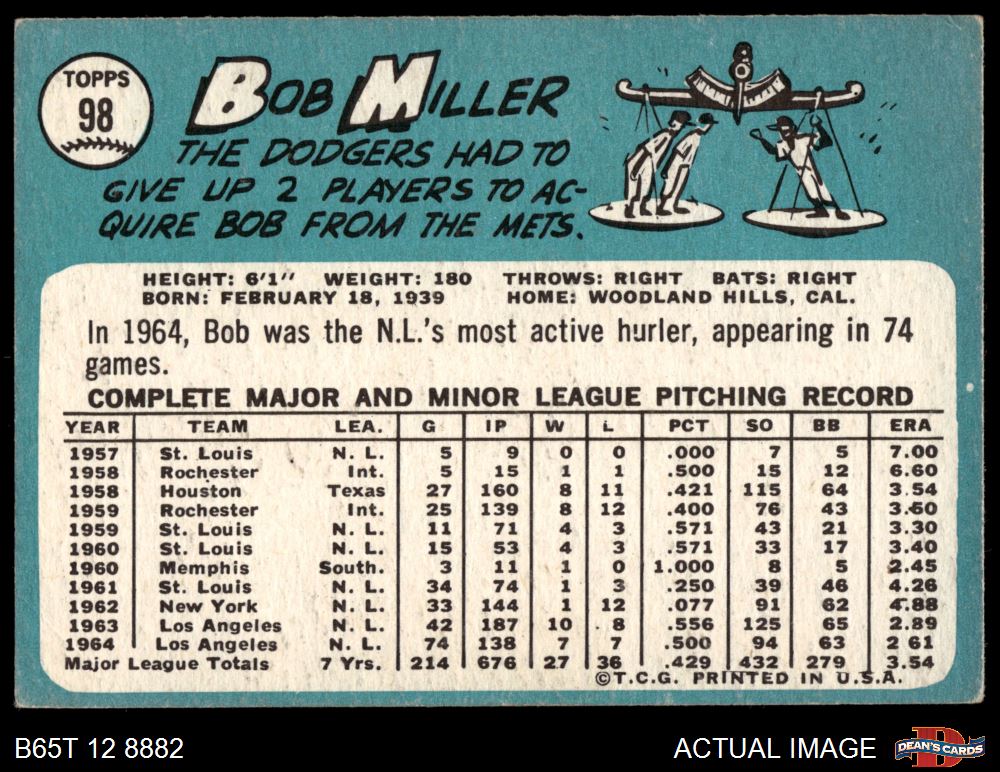 TOPPS
98
BOB MILLER
THE DODGERS HAD TO
GIVE UP 2 PLAYERS TO AC-
QUIRE BOB FROM THE METS.
HEIGHT: 6'1" WEIGHT: 180 THROWS: RIGHT BATS: RIGHT
BORN: FEBRUARY 18, 1939 HOME: WOODLAND HILLS, CAL.
In 1964, Bob was the N.L.'s most active hurler, appearing in 74
games.
COMPLETE MAJOR AND MINOR LEAGUE PITCHING RECORD
YEAR TEAM LEA. G IP W L PCT SO BB ERA
1957 St. Louis N. L. 5 9 0 0 .000 7 5 7.00
1958 Rochester Int. 5 15 1 1 .500 15 12 6.60
1958 Houston Texas 27 160 8 11 .421 115 64 3.54
1959 Rochester Int. 25 139 8 12 .400 76 43 3.50
1959 St. Louis N. L. 11 71 4 3 .571 43 21 3.30
1960 St. Louis N. L. 15 53 4 3 .571 33 17 3.40
1960 Memphis South. 3 11 1 0 1.000 8 5 2.45
1961 St. Louis N. L. 34 74 1 3 .250 39 46 4.26
1962 New York N. L. 33 144 1 12 .077 91 62 4.88
1963 Los Angeles N. L. 42 187 10 8 .556 125 65 2.89
1964 Los Angeles N. L. 74 138 7 7 .500 94 63 2 61
Major League Totals 7 Yrs. 214 676 27 36 .429 432 279 3.54
©T.C.G. PRINTED IN U.S.A.
B65T 12 8882 ACTUAL IMAGE DEAN'S CARDS